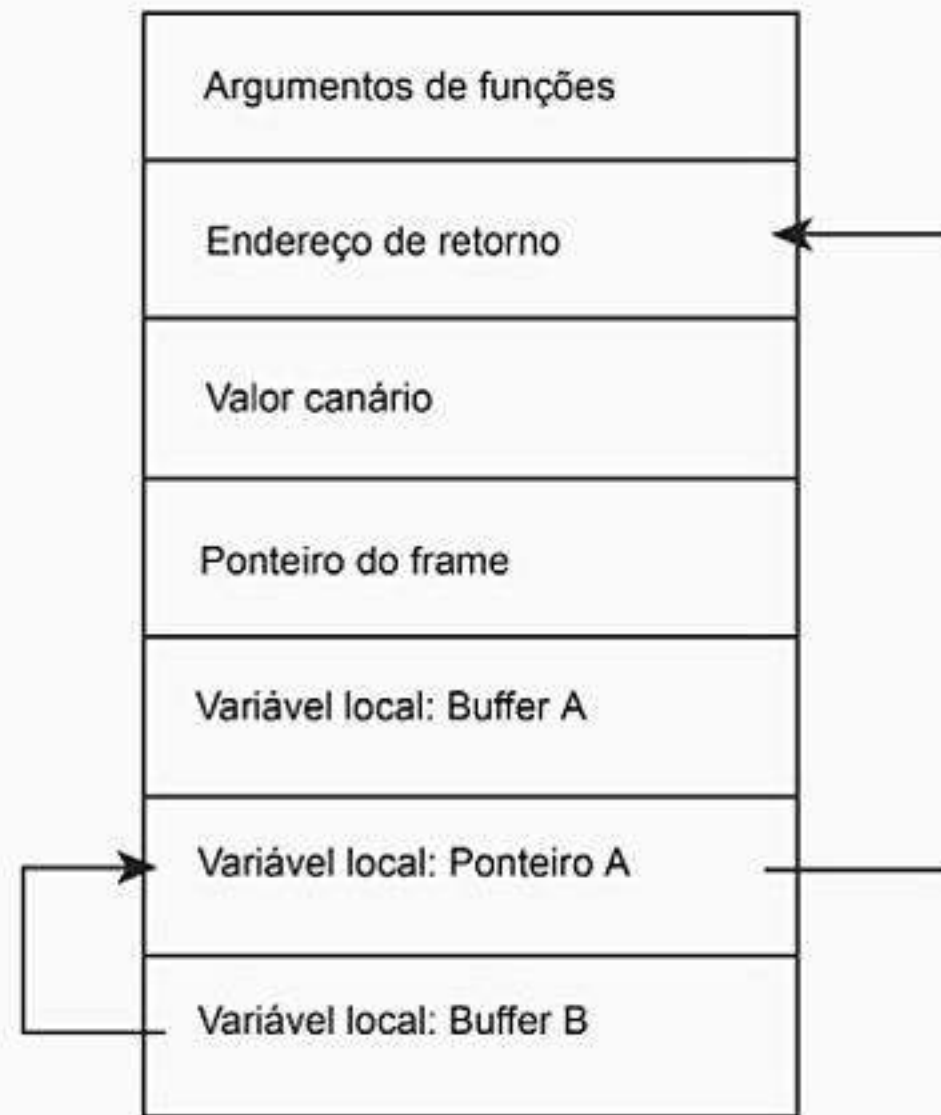 Argumentos de funções
Endereço de retorno
Valor canário
Ponteiro do frame
Variável local: Buffer A
Variável local: Ponteiro A
Variável local: Buffer B